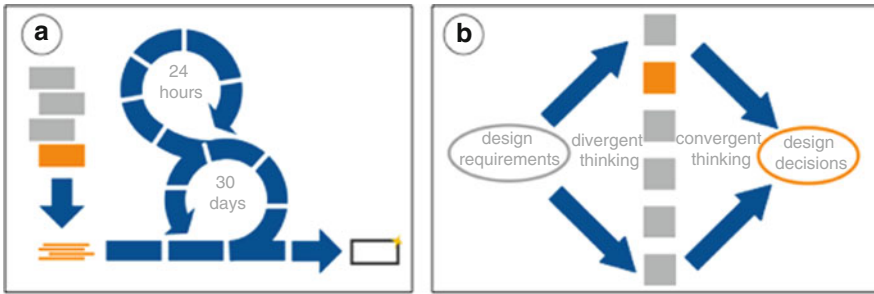 a
24
hours
30
days
b
design
requirements
divergent
thinking
convergent
thinking
design
decisions